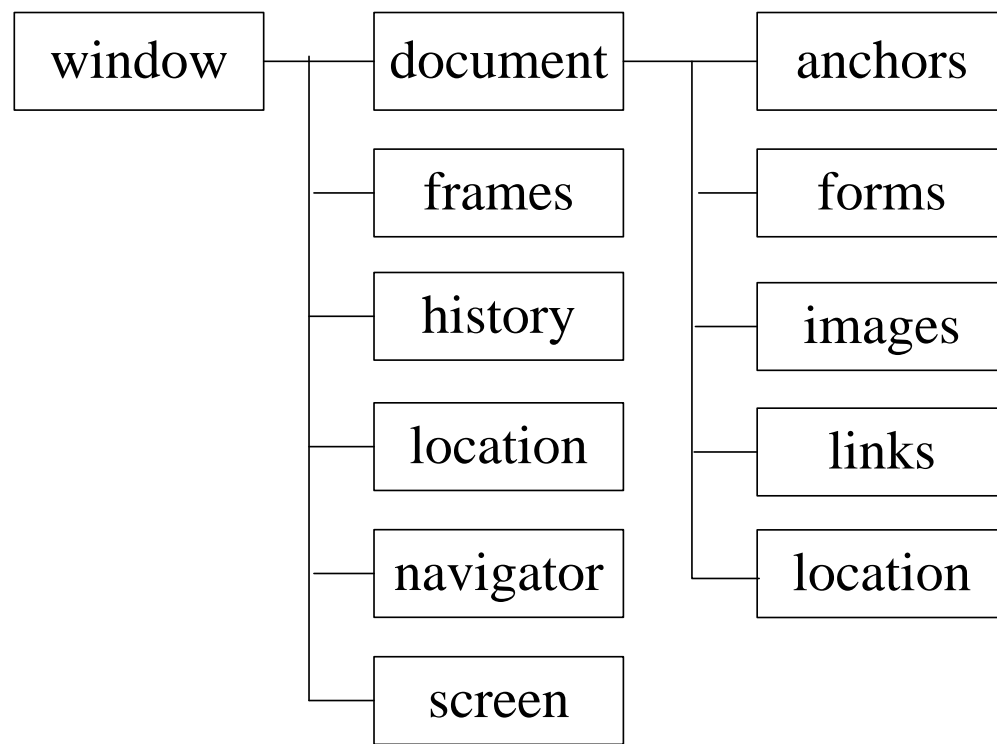 window
document
anchors
frames
forms
history
images
location
links
navigator
location
screen